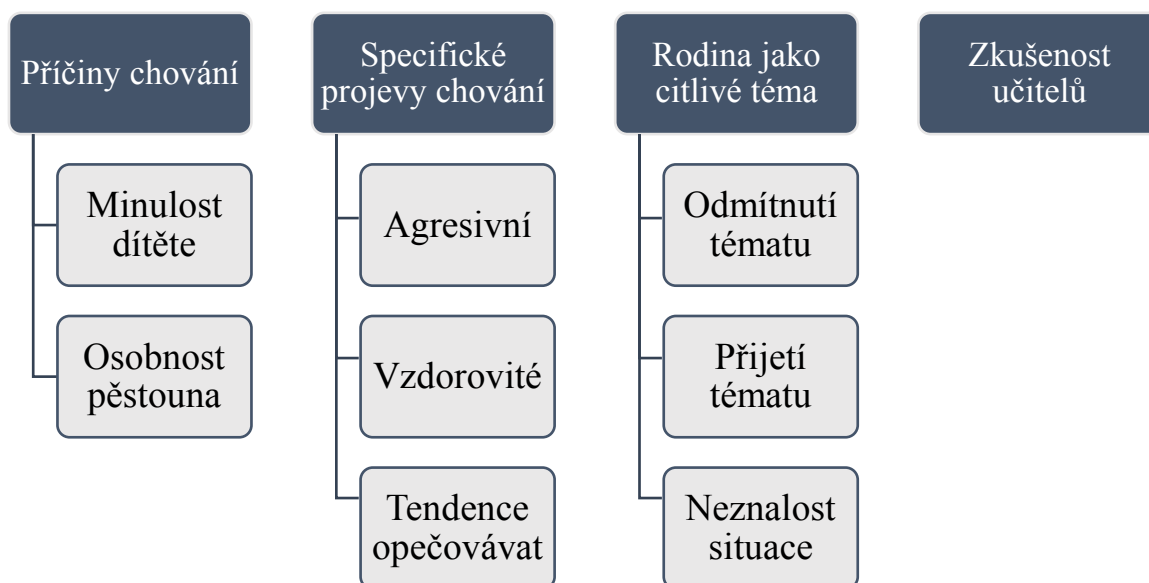 Příčiny chování
Minulost
dítěte
Osobnost
pěstouna
Specifické
projevy chování
Agresivní
Vzdorovité
Tendence
opečovávat
Rodina jako
citlivé téma
Odmítnutí
tématu
Přijetí
tématu
Neznalost
situace
Zkušenost
učitelů